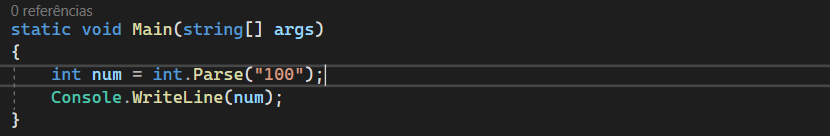 0 referências
static void Main(string[] args)
{
int num = int.Parse("100");
Console.WriteLine(num);
}